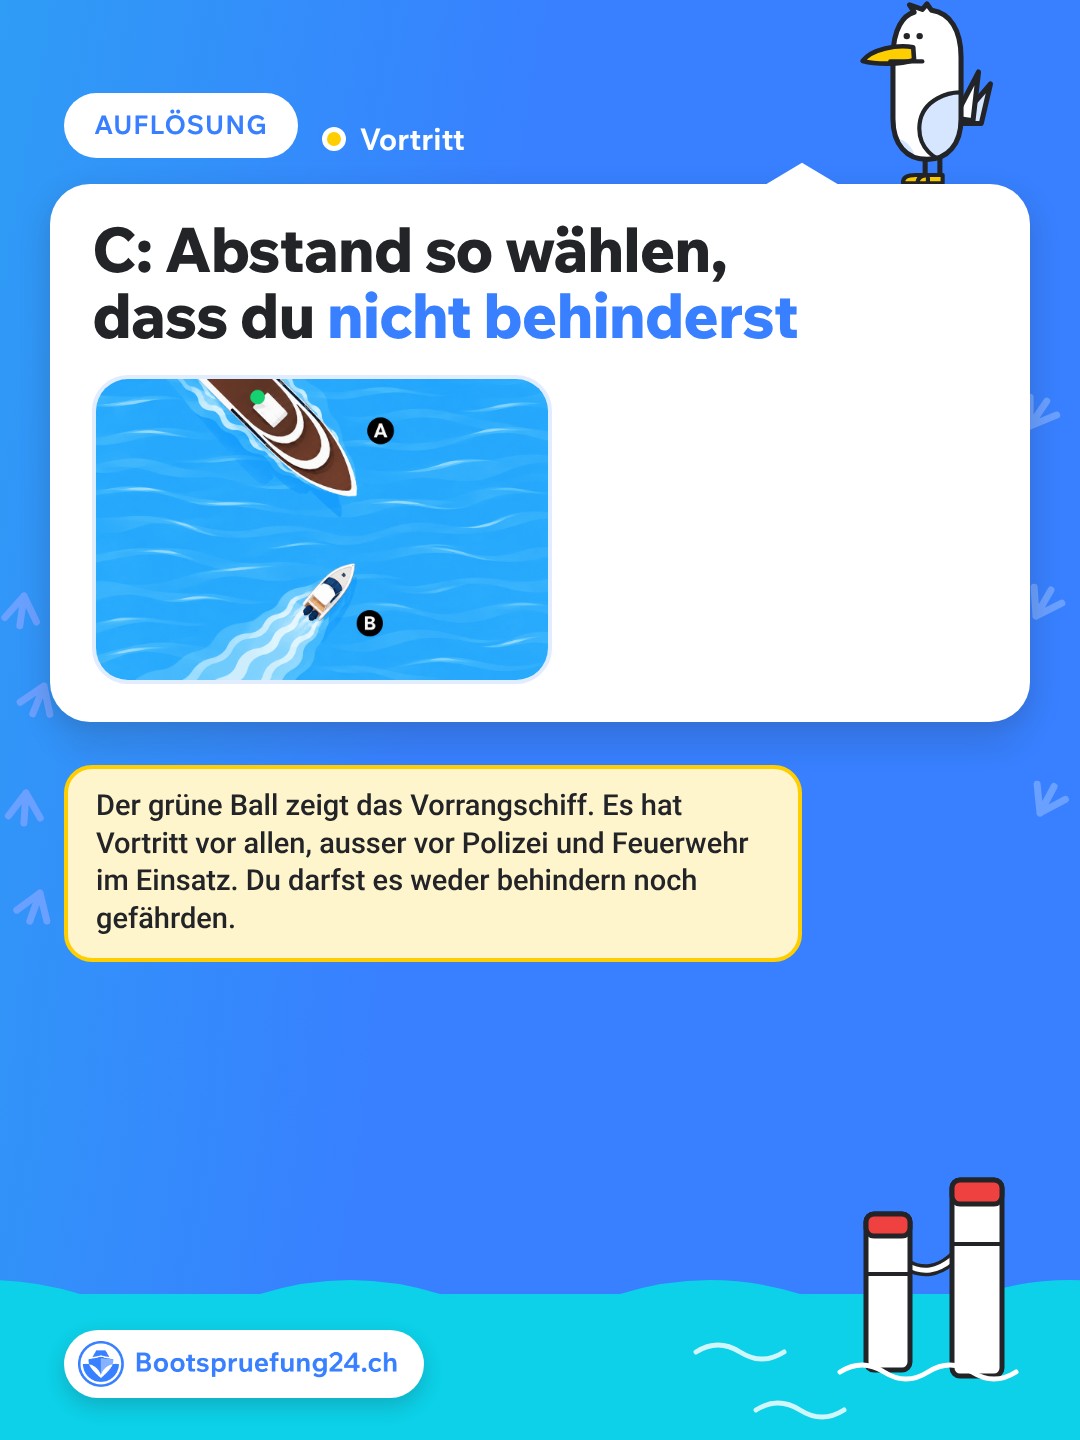 AUFLÖSUNG
Vortritt
C: Abstand so wählen,
dass du nicht behinderst
A
B
Der grüne Ball zeigt das Vorrangschiff. Es hat
Vortritt vor allen, ausser vor Polizei und Feuerwehr
im Einsatz. Du darfst es weder behindern noch
gefährden.
Bootspruefung24.ch